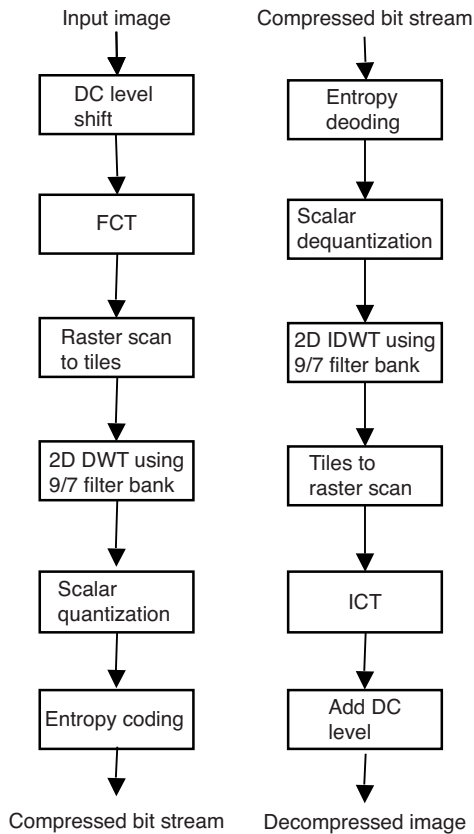 Input image
DC level
shift
FCT
Raster scan
to tiles
2D DWT using
9/7 filter bank
Scalar
quantization
Entropy coding
Compressed bit stream
Compressed bit stream
Entropy
deoding
Scalar
dequantization
2D IDWT using
9/7 filter bank
Tiles to
raster scan
ICT
Add DC
level
Decompressed image